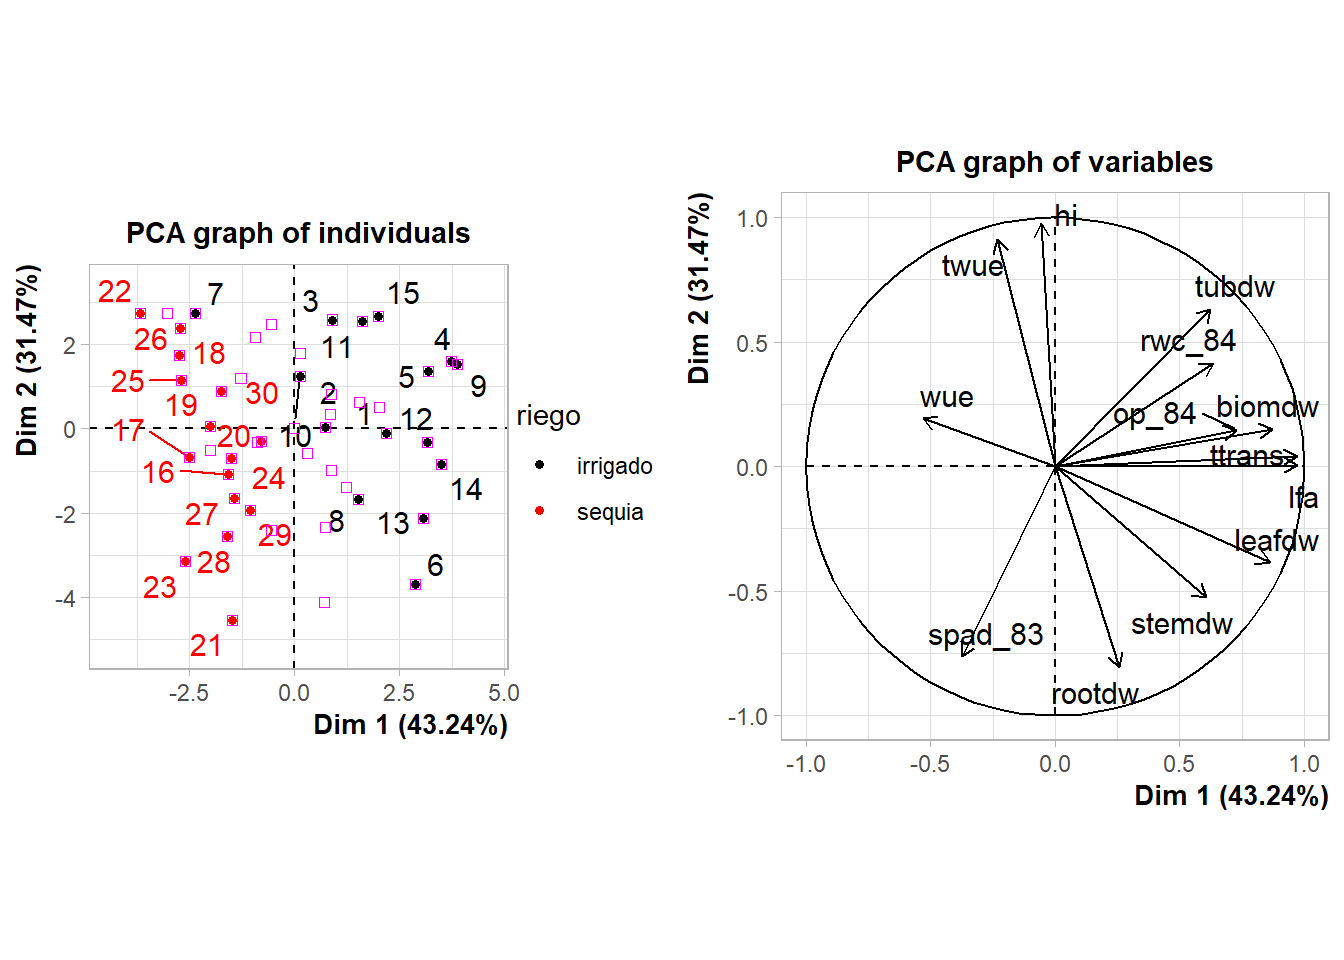 PCA graph of individuals
Dim 2 (31.47%)
2
0
-2
-4
22
7
3
15
26
18
11
4
25
5
9
19
30
2
1
12
17
20
10
16
24
14
27
29
8
13
28
6
23
21
-2.5
0.0
2.5
5.0
Dim 1 (43.24%)
riego
irrigado
sequia
PCA graph of variables
Dim 2 (31.47%)
1.0
0.5
0.0
-0.5
-1.0
hi
twue
tubdw
rwc_84
wue
op_84
biomdw
ttrans
lfa
leafdw
stemdw
spad_83
rootdw
-1.0
-0.5
0.0
0.5
1.0
Dim 1 (43.24%)